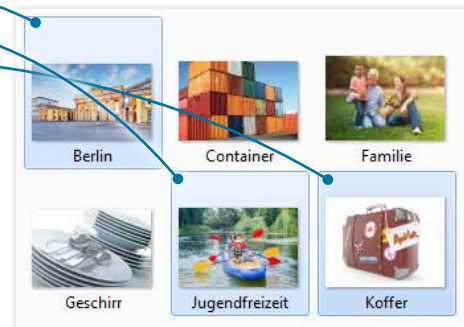 Berlin
Container
Familie
Geschirr
Jugendfreizeit
Koffer